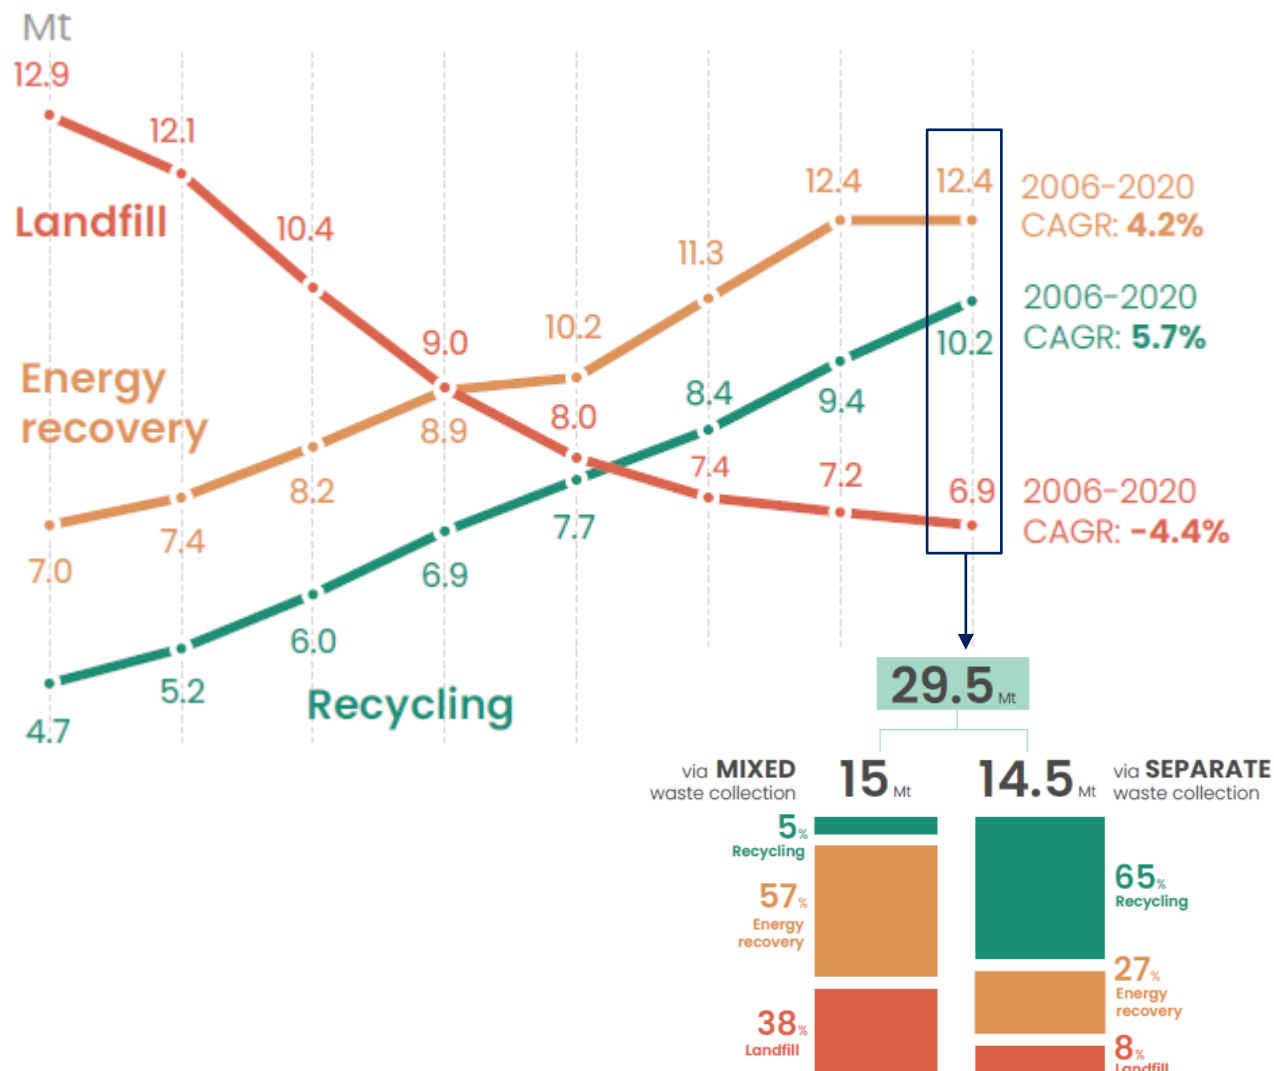 Mt
12.9
12.1
10.4
9.0
8.0
7.4
7.2
6.9
Landfill
Energy
recovery
7.0
7.4
8.2
8.9
10.2
11.3
12.4
12.4
4.7
5.2
6.0
6.9
7.7
8.4
9.4
10.2
Recycling
2006-2020
CAGR: 4.2%
2006-2020
CAGR: 5.7%
2006-2020
CAGR: -4.4%
29.5 Mt
via MIXED
waste collection
15 Mt
14.5 Mt
via SEPARATE
waste collection
5%
Recycling
57%
Energy
recovery
38%
Landfill
65%
Recycling
27%
Energy
recovery
8%
Landfill